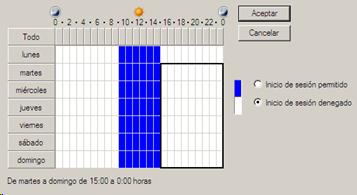 0 · 2 · 4 · 6 · 8 · 10 · 12 · 14 · 16 · 18 · 20 · 22 · 0
Aceptar
Cancelar
Todo
lunes
martes
miércoles
jueves
viernes
sábado
domingo
Inicio de sesión permitido
Inicio de sesión denegado
De martes a domingo de 15:00 a 0:00 horas